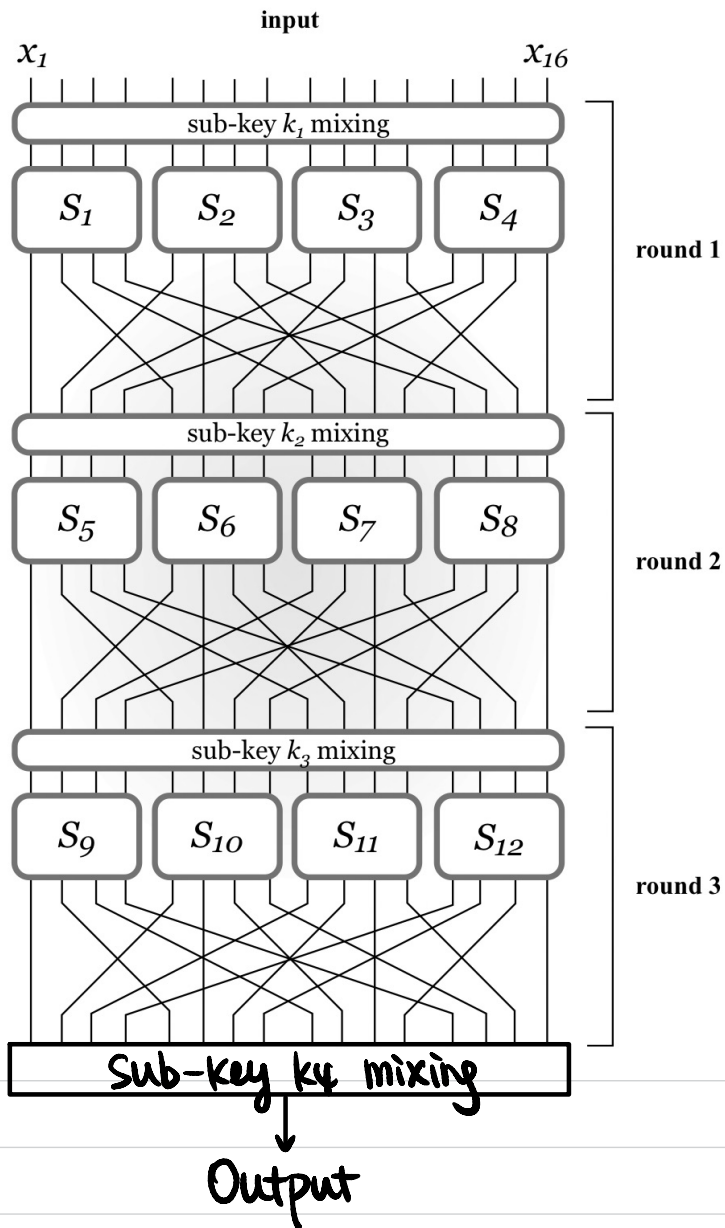 input
x1 x16
sub-key k1 mixing
S1 S2 S3 S4
round 1
sub-key k2 mixing
S5 S6 S7 S8
round 2
sub-key k3 mixing
S9 S10 S11 S12
round 3
Sub-key k4 mixing
Output